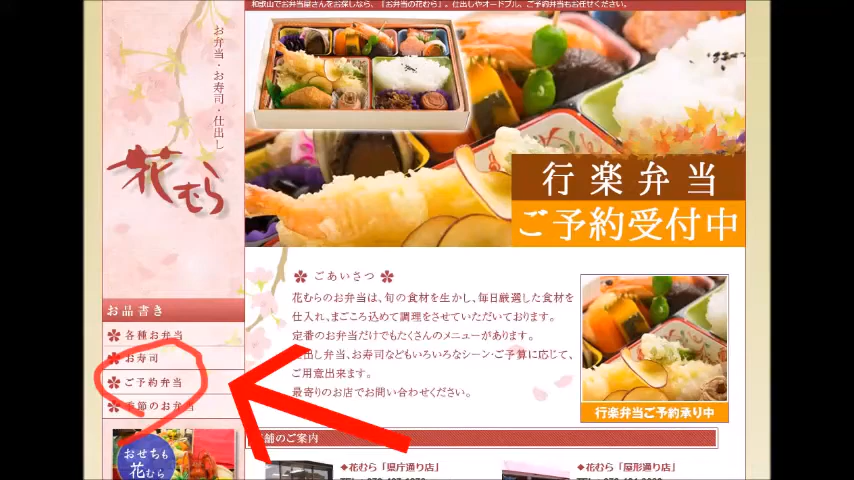 和歌山でお弁当屋さんをお探しなら、『お弁当の花むら』。仕出しやオードブル、ご予約弁当もお任せください。
お弁当・お寿司・仕出し
花むら
行楽弁当
ご予約受付中
お品書き
各種お弁当
お寿司
ご予約弁当
季節のお弁当
おせちも
花むら
ごあいさつ
花むらのお弁当は、旬の食材を生かし、毎日厳選した食材を
仕入れ、まごころ込めて調理をさせていただいております。
定番のお弁当だけでもたくさんのメニューがあります。
出し弁当、お寿司などもいろいろなシーン・ご予算に応じて、
ご用意出来ます。
最寄りのお店でお問い合わせください。
行楽弁当ご予約承り中
舗のご案内
◆花むら「県庁通り店」
◆花むら「屋形通り店」